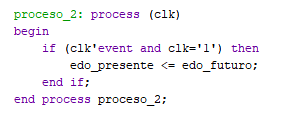 proceso_2: process (clk)
begin
if (clk'event and clk='1') then
edo_presente <= edo_futuro;
end if;
end process proceso_2;